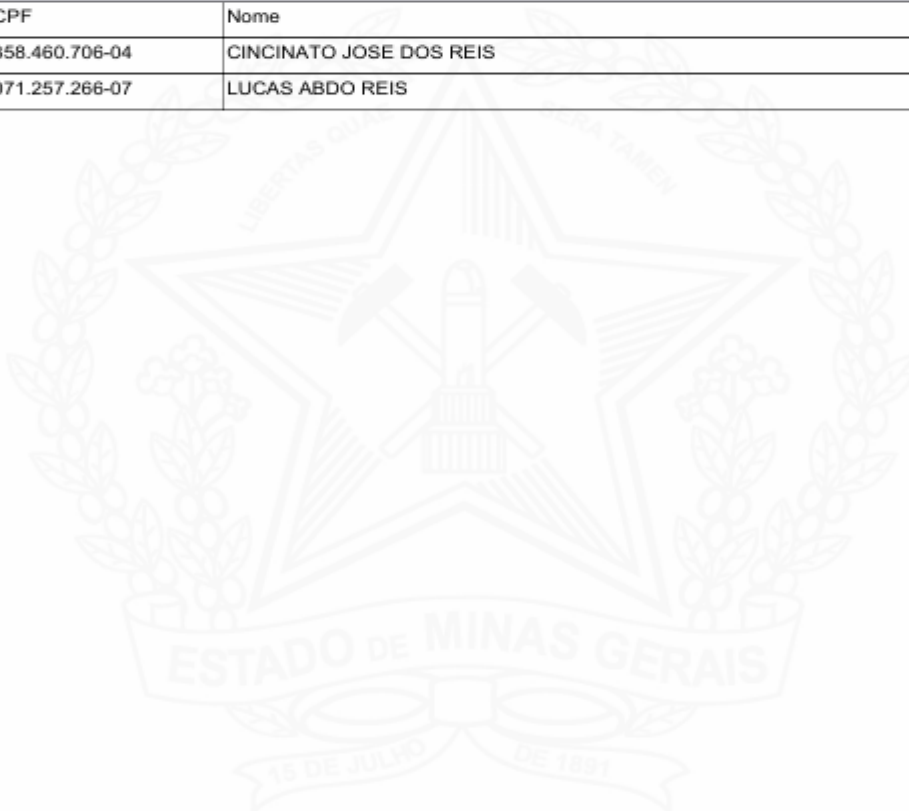 CPF Nome
358.460.706-04 CINCINATO JOSE DOS REIS
071.257.266-07 LUCAS ABDO REIS
LIBERTAS QUAE SERA TAMEN
ESTADO DE MINAS GERAIS
15 DE JULHO DE 1891